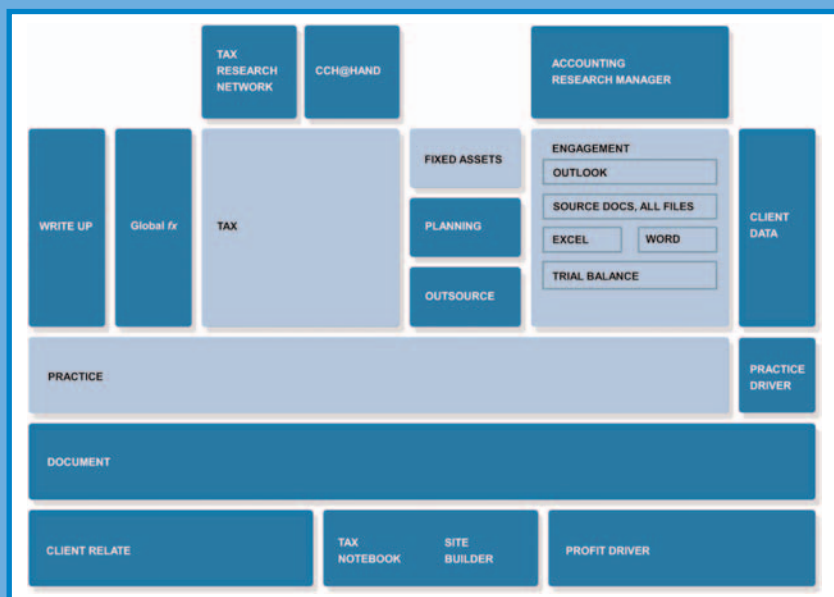 TAX
RESEARCH
NETWORK
CCH@HAND
ACCOUNTING
RESEARCH MANAGER
WRITE UP
Global fx
TAX
FIXED ASSETS
PLANNING
OUTSOURCE
ENGAGEMENT
OUTLOOK
SOURCE DOCS, ALL FILES
EXCEL
WORD
TRIAL BALANCE
CLIENT
DATA
PRACTICE
PRACTICE
DRIVER
DOCUMENT
CLIENT RELATE
TAX
NOTEBOOK
SITE
BUILDER
PROFIT DRIVER